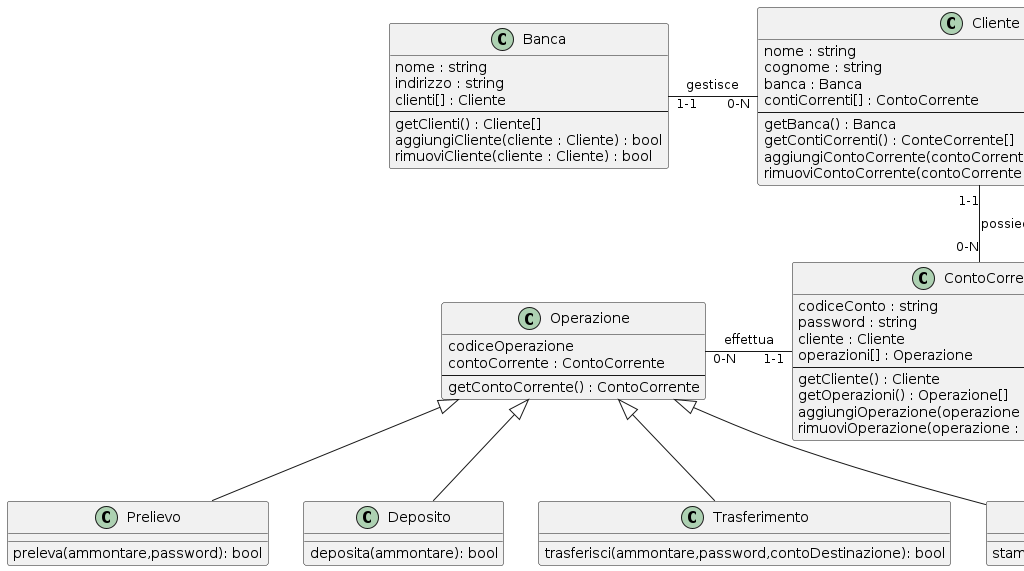 Banca
nome : string
indirizzo : string
clienti[] : Cliente
getClienti() : Cliente[]
aggiungiCliente(cliente : Cliente) : bool
rimuoviCliente(cliente : Cliente) : bool
gestisce
1-1 0-N
Cliente
nome : string
cognome : string
banca : Banca
contiCorrenti[] : ContoCorrente
getBanca() : Banca
getContiCorrenti() : ConteCorrente[]
aggiungiContoCorrente(contoCorrent
rimuoviContoCorrente(contoCorrente
1-1
possied
0-N
Operazione
codiceOperazione
contoCorrente : ContoCorrente
getContoCorrente() : ContoCorrente
effettua
0-N 1-1
ContoCorre
codiceConto : string
password : string
cliente : Cliente
operazioni[] : Operazione
getCliente() : Cliente
getOperazioni() : Operazione[]
aggiungiOperazione(operazione
rimuoviOperazione(operazione :
C Prelievo
preleva(ammontare,password): bool
C Deposito
deposita(ammontare): bool
C Trasferimento
trasferisci(ammontare,password,contoDestinazione): bool
stam